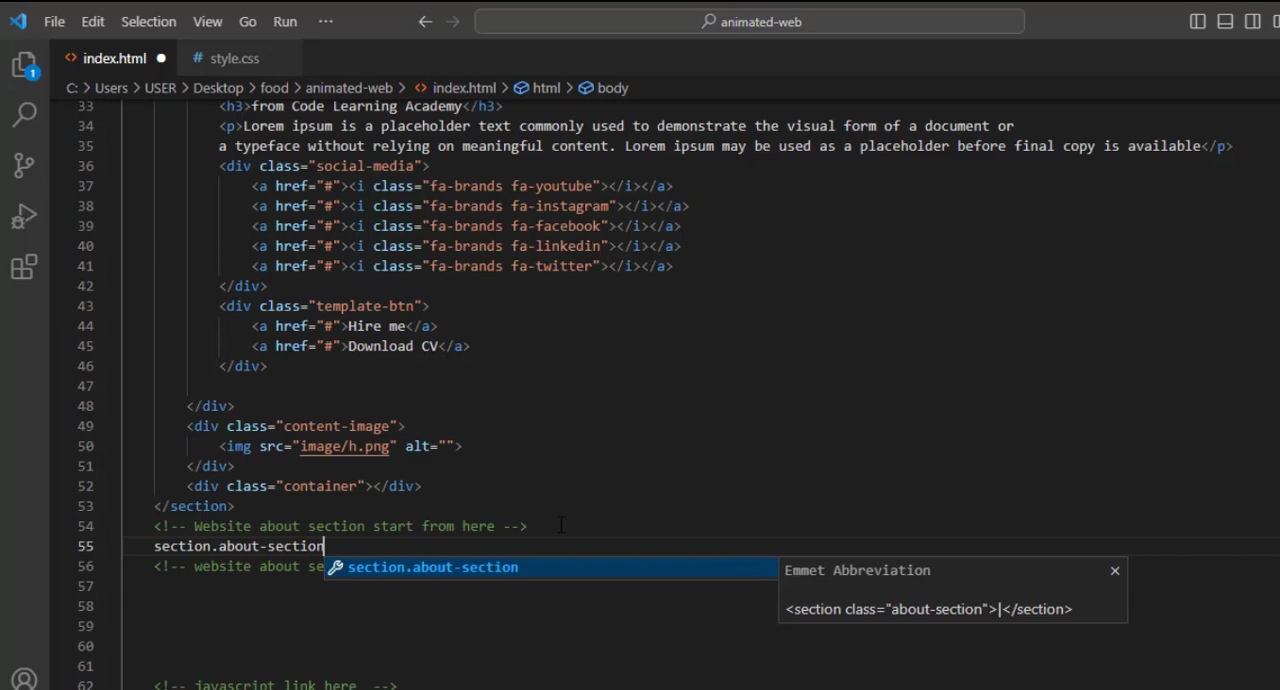 File Edit Selection View Go Run ··· animated-web
index.html style.css
1
C: > Users > USER > Desktop > food > animated-web > index.html > html > body
33 <h3>from Code Learning Academy</h3>
34 <p>Lorem ipsum is a placeholder text commonly used to demonstrate the visual form of a document or
35 a typeface without relying on meaningful content. Lorem ipsum may be used as a placeholder before final copy is available</p>
36 <div class="social-media">
37 <a href="#"><i class="fa-brands fa-youtube"></i></a>
38 <a href="#"><i class="fa-brands fa-instagram"></i></a>
39 <a href="#"><i class="fa-brands fa-facebook"></i></a>
40 <a href="#"><i class="fa-brands fa-linkedin"></i></a>
41 <a href="#"><i class="fa-brands fa-twitter"></i></a>
42 </div>
43 <div class="template-btn">
44 <a href="#">Hire me</a>
45 <a href="#">Download CV</a>
46 </div>
47
48 </div>
49 <div class="content-image">
50 <img src="image/h.png" alt="">
51 </div>
52 <div class="container"></div>
53 </section>
54 <!-- Website about section start from here -->
55 section.about-section
56 <!-- website about se
section.about-section
Emmet Abbreviation
<section class="about-section">|</section>
57
58
59
60
61
62 <!-- javascript link here -->